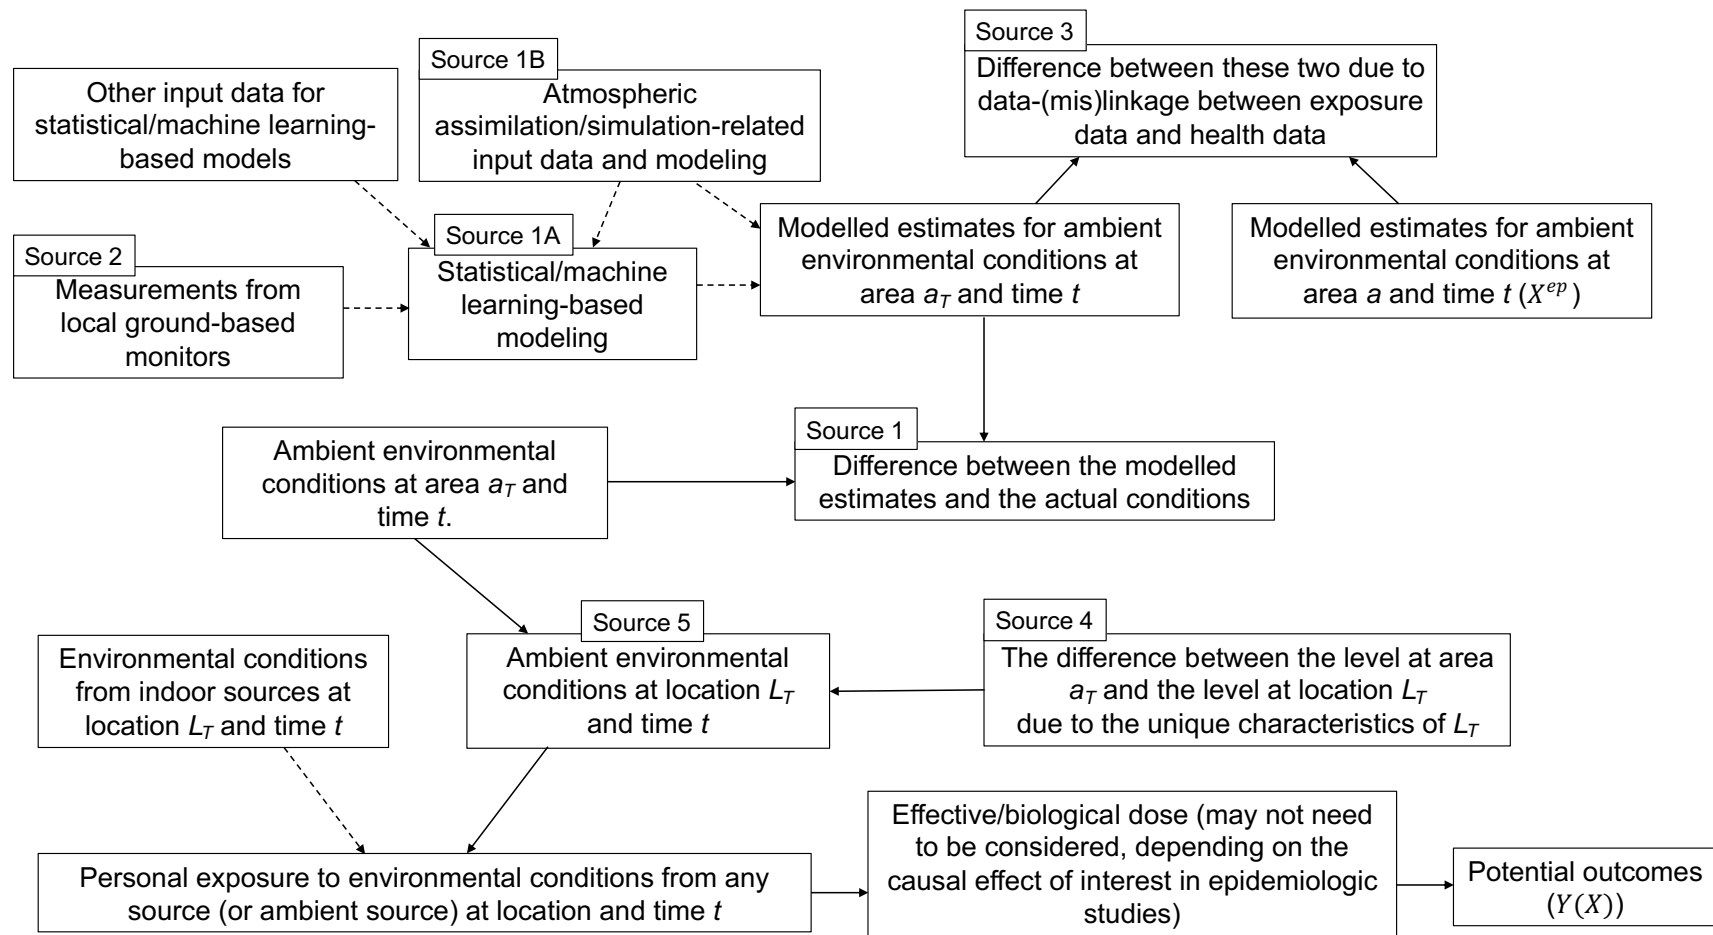 Source 3
Difference between these two due to
data-(mis)linkage between exposure
data and health data
Source 1B
Atmospheric
assimilation/simulation-related
input data and modeling
Other input data for
statistical/machine learning-
based models
Source 1A
Statistical/machine
learning-based
modeling
Source 2
Measurements from
local ground-based
monitors
Modelled estimates for ambient
environmental conditions at
area a_T and time t
Modelled estimates for ambient
environmental conditions at
area a and time t (X^{ep})
Source 1
Difference between the modelled
estimates and the actual conditions
Ambient environmental
conditions at area a_T and
time t.
Source 5
Ambient environmental
conditions at location L_T
and time t
Source 4
The difference between the level at area
a_T and the level at location L_T
due to the unique characteristics of L_T
Environmental conditions
from indoor sources at
location L_T and time t
Personal exposure to environmental conditions from any
source (or ambient source) at location and time t
Effective/biological dose (may not need
to be considered, depending on the
causal effect of interest in epidemiologic
studies)
Potential outcomes
(Y(X))